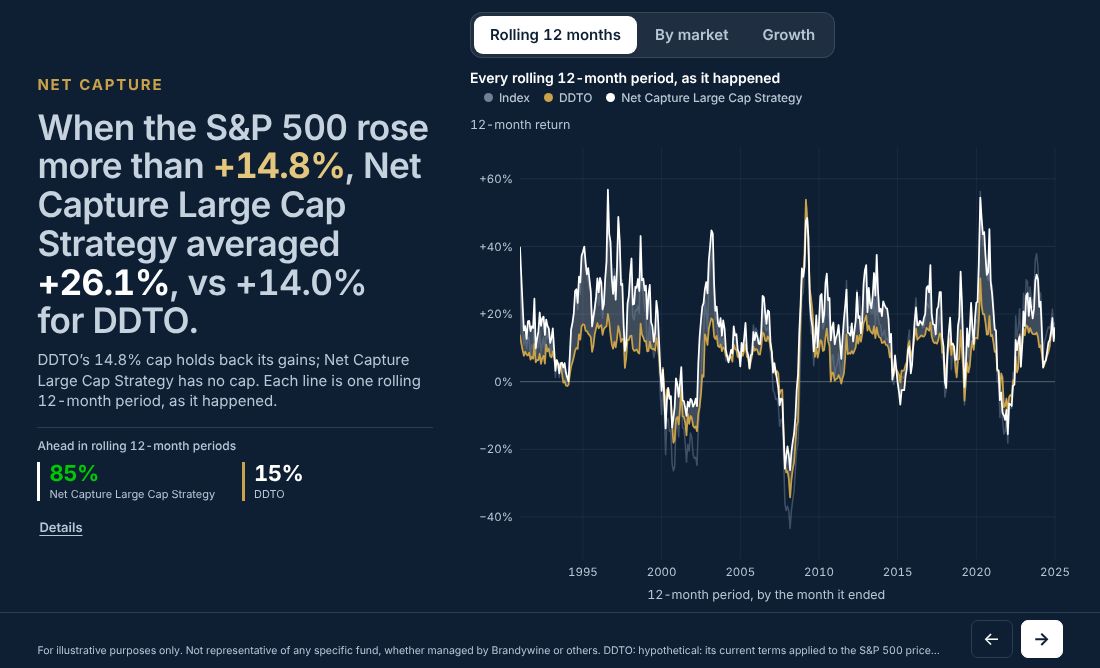 Rolling 12 months By market Growth
NET CAPTURE
When the S&P 500 rose
more than +14.8%, Net
Capture Large Cap
Strategy averaged
+26.1%, vs +14.0%
for DDTO.
DDTO’s 14.8% cap holds back its gains; Net Capture
Large Cap Strategy has no cap. Each line is one rolling
12-month period, as it happened.
Ahead in rolling 12-month periods
85% 15%
Net Capture Large Cap Strategy DDTO
Details
Every rolling 12-month period, as it happened
Index DDTO Net Capture Large Cap Strategy
12-month return
+60%
+40%
+20%
0%
−20%
−40%
1995 2000 2005 2010 2015 2020 2025
12-month period, by the month it ended
For illustrative purposes only. Not representative of any specific fund, whether managed by Brandywine or others. DDTO: hypothetical: its current terms applied to the S&P 500 price…